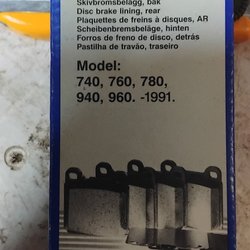 Skivbromsbelägg, bak
Disc brake lining, rear
Plaquettes de freins à disques, AR
Scheibenbremsbeläge, hinten
Forros de freno de disco, detrás
Pastilha de travão, traseiro
Model:
740, 760, 780,
940, 960. -1991.